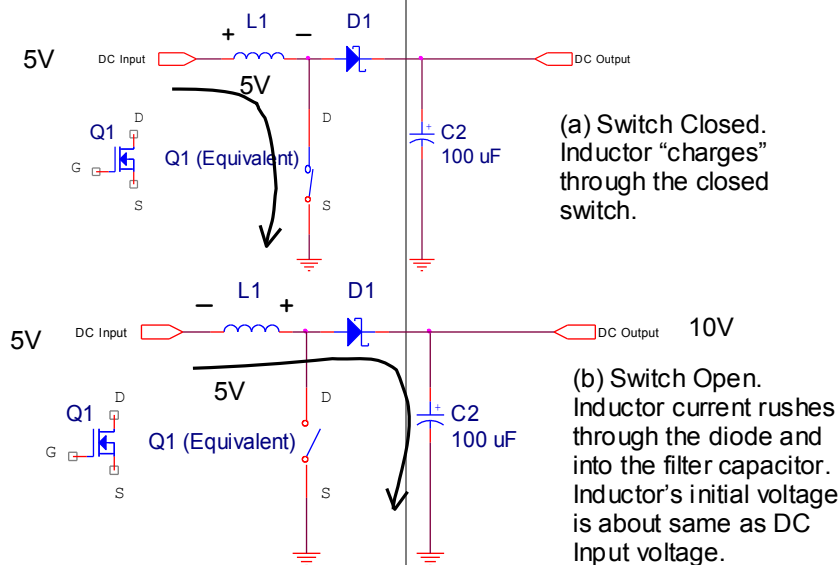 L1
D1
+
−
5V
DC Input
DC Output
5V
D
D
Q1
Q1 (Equivalent)
G
S
S
+
C2
100 uF
(a) Switch Closed.
Inductor “charges”
through the closed
switch.
L1
D1
−
+
5V
DC Input
DC Output
10V
5V
D
D
Q1
Q1 (Equivalent)
G
S
S
+
C2
100 uF
(b) Switch Open.
Inductor current rushes
through the diode and
into the filter capacitor.
Inductor’s initial voltage
is about same as DC
Input voltage.